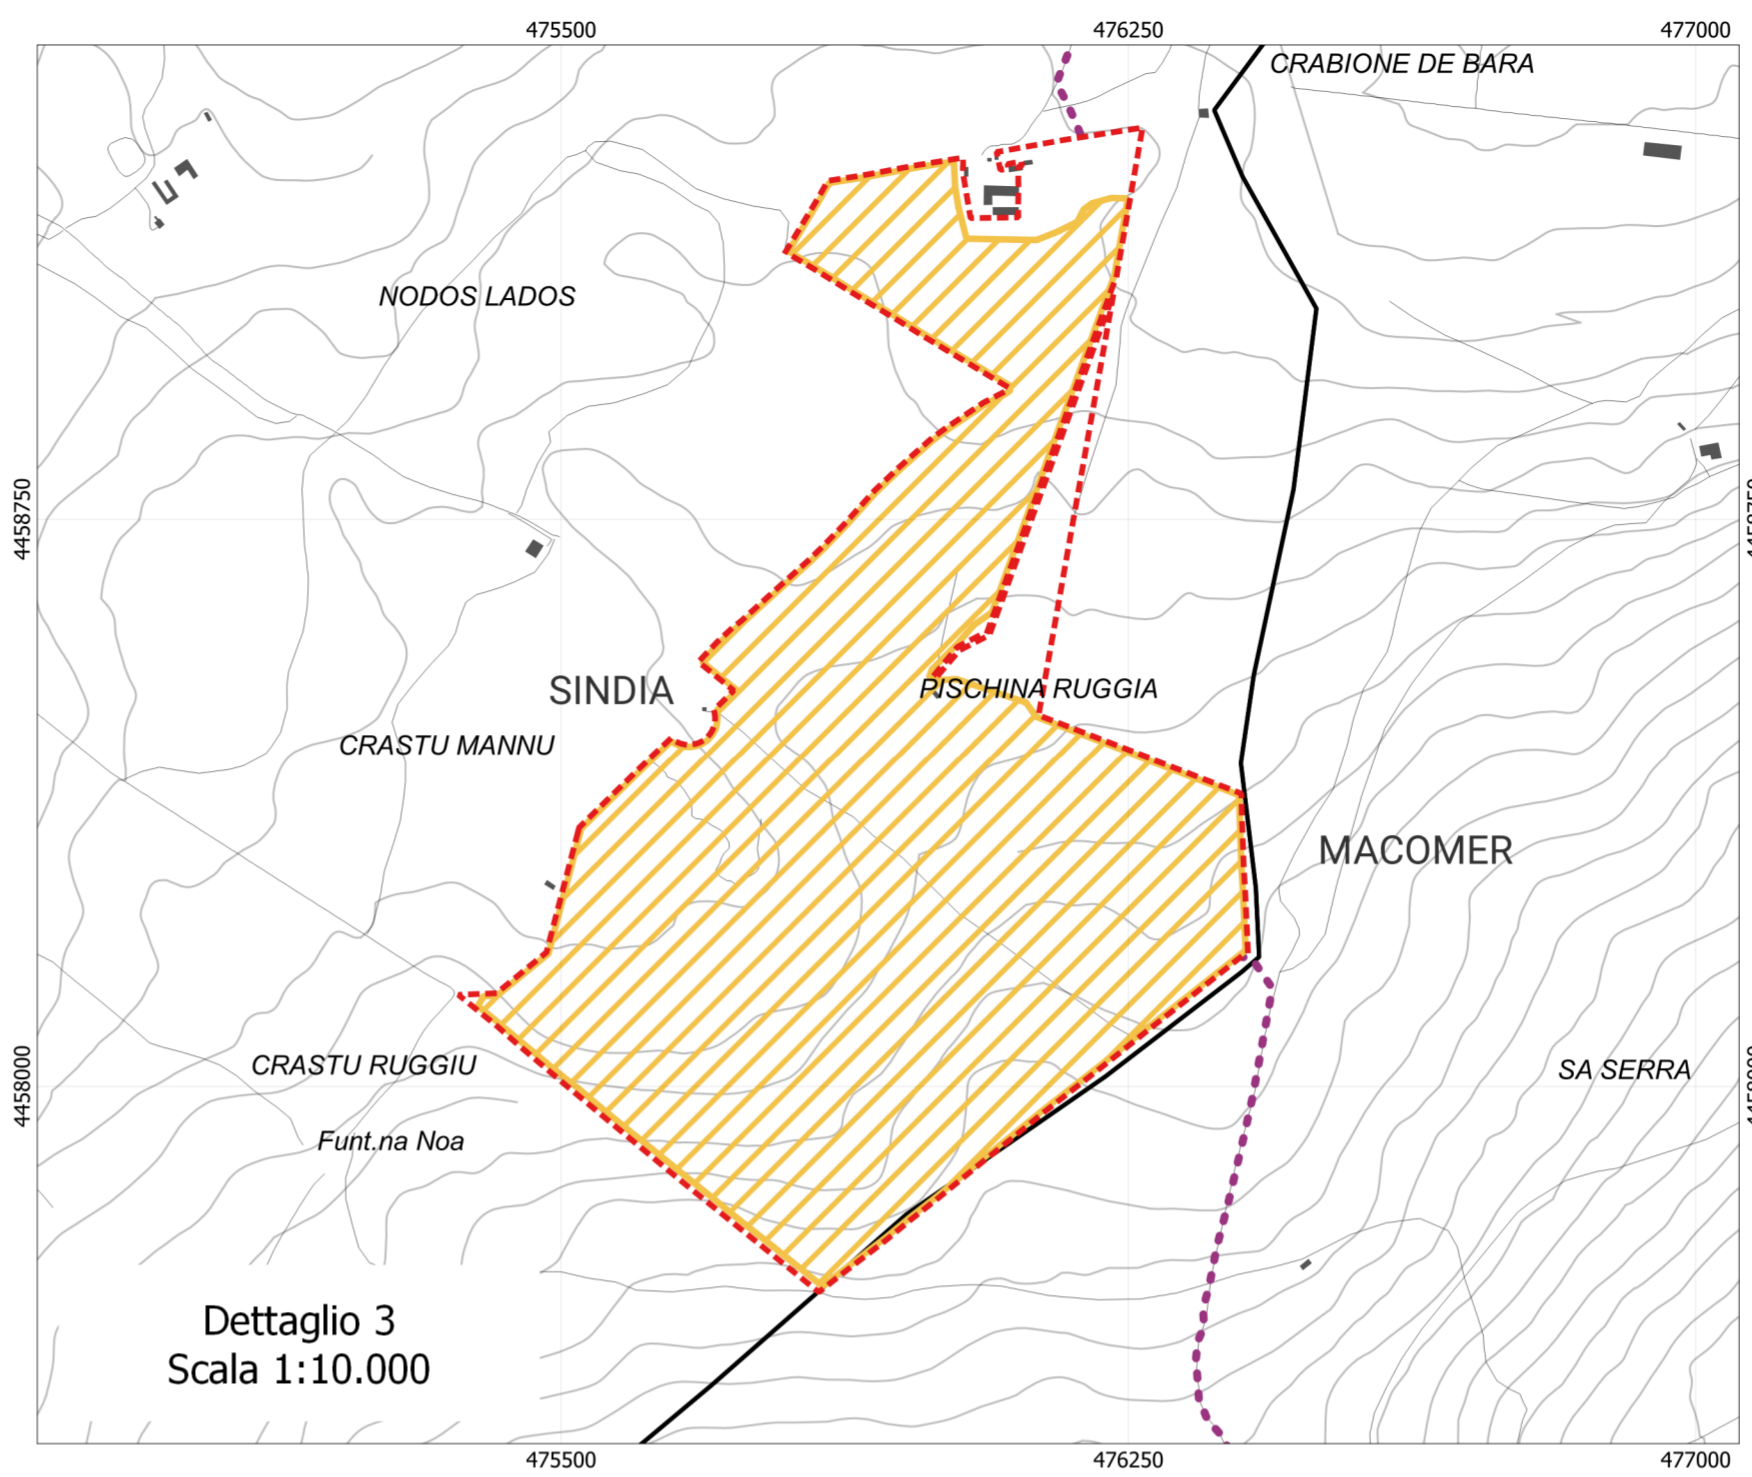 475500 476250 477000
CRABIONE DE BARA
NODOS LADOS
4458750
SINDIA
PISCHINA RUGGIA
CRASTU MANNU
MACOMER
CRASTU RUGGIU
SA SERRA
4458000
Funt.na Noa
Dettaglio 3
Scala 1:10.000
475500 476250 477000